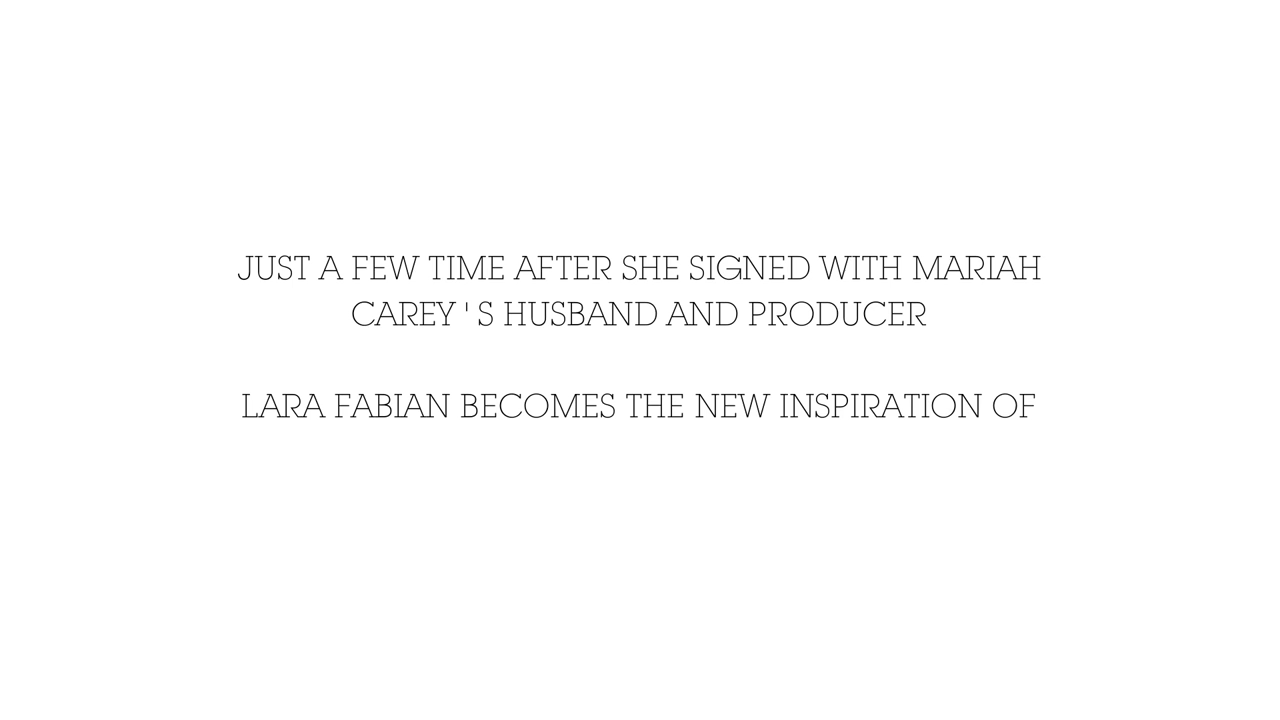 JUST A FEW TIME AFTER SHE SIGNED WITH MARIAH
CAREY ' S HUSBAND AND PRODUCER
LARA FABIAN BECOMES THE NEW INSPIRATION OF